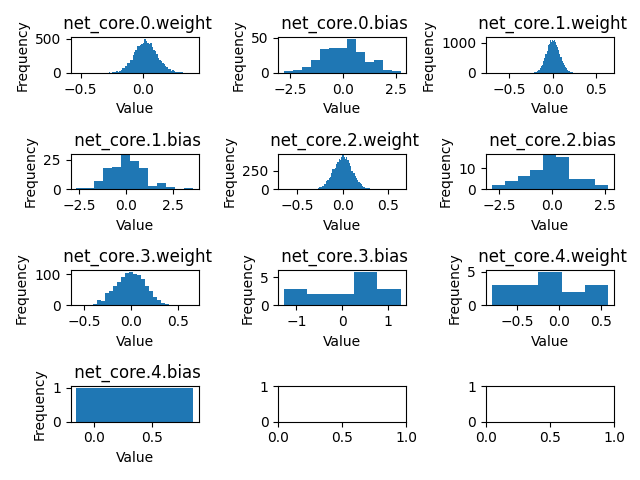 net_core.0.weight
Frequency
500
0
−0.5
0.0
Value
net_core.0.bias
Frequency
50
0
−2.5
0.0
2.5
Value
net_core.1.weight
Frequency
1000
0
−0.5
0.0
0.5
Value
net_core.1.bias
Frequency
25
0
−2.5
0.0
2.5
Value
net_core.2.weight
Frequency
250
0
−0.5
0.0
0.5
Value
net_core.2.bias
Frequency
10
0
−2.5
0.0
2.5
Value
net_core.3.weight
Frequency
100
0
−0.5
0.0
0.5
Value
net_core.3.bias
Frequency
5
0
−1
0
1
Value
net_core.4.weight
Frequency
5
0
−0.5
0.0
0.5
Value
net_core.4.bias
Frequency
1
0
0.0
0.5
Value
1
0
0.0
0.5
1.0
1
0
0.0
0.5
1.0